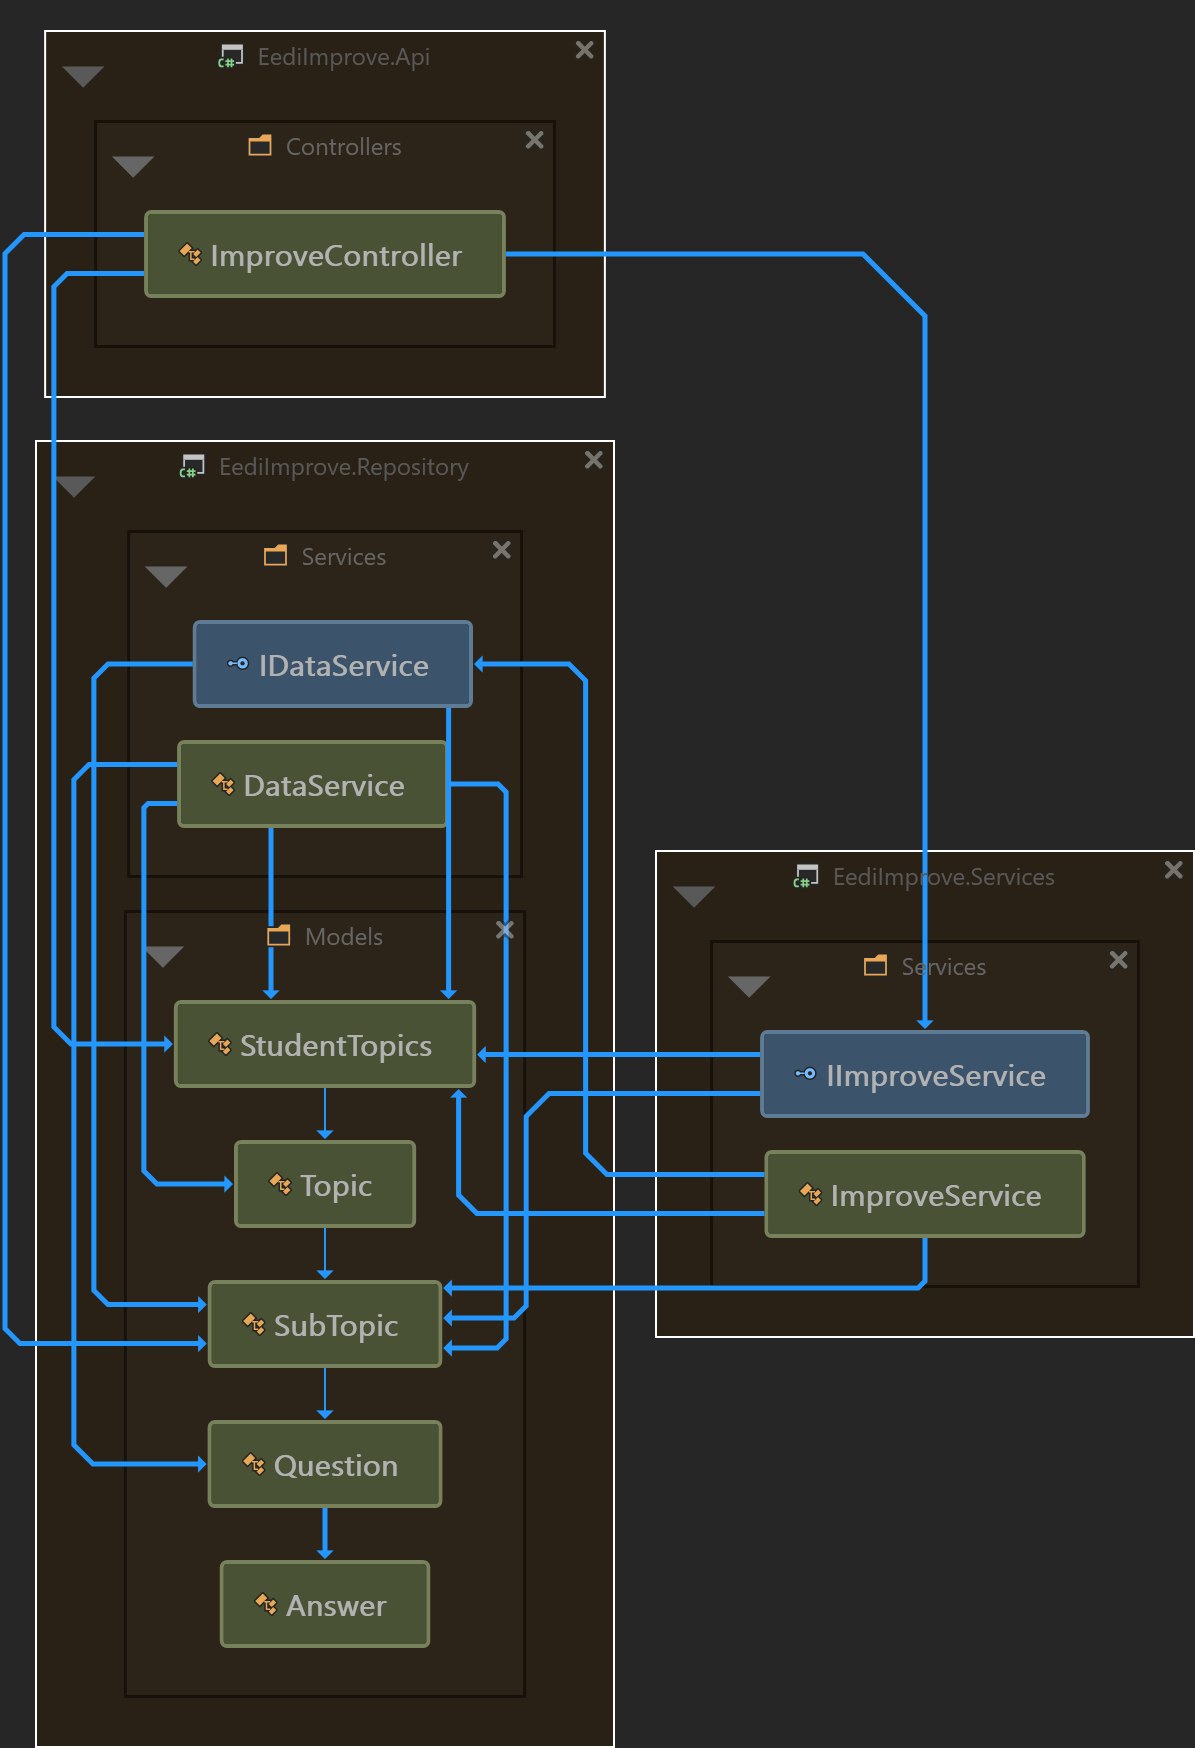 EediImprove.Api
Controllers
ImproveController
EediImprove.Repository
Services
IDataService
DataService
Models
StudentTopics
Topic
SubTopic
Question
Answer
EediImprove.Services
Services
IImproveService
ImproveService